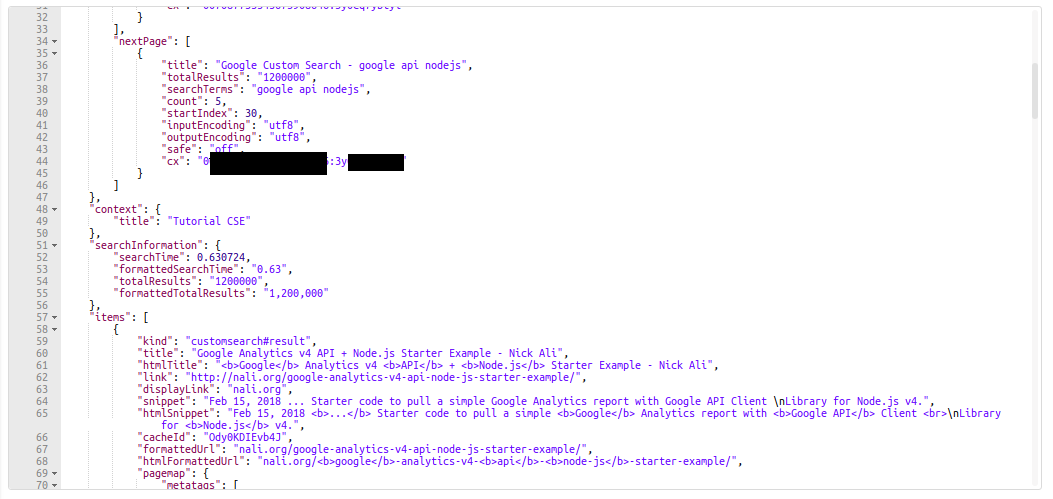 32 }
33 ],
34 "nextPage": [
35 {
36 "title": "Google Custom Search - google api nodejs",
37 "totalResults": "1200000",
38 "searchTerms": "google api nodejs",
39 "count": 5,
40 "startIndex": 30,
41 "inputEncoding": "utf8",
42 "outputEncoding": "utf8",
43 "safe": "off",
44 "cx": "0 :3y "
45 }
46 ]
47 },
48 "context": {
49 "title": "Tutorial CSE"
50 },
51 "searchInformation": {
52 "searchTime": 0.630724,
53 "formattedSearchTime": "0.63",
54 "totalResults": "1200000",
55 "formattedTotalResults": "1,200,000"
56 },
57 "items": [
58 {
59 "kind": "customsearch#result",
60 "title": "Google Analytics v4 API + Node.js Starter Example - Nick Ali",
61 "htmlTitle": "<b>Google</b> Analytics v4 <b>API</b> + <b>Node.js</b> Starter Example - Nick Ali",
62 "link": "http://nali.org/google-analytics-v4-api-node-js-starter-example/",
63 "displayLink": "nali.org",
64 "snippet": "Feb 15, 2018 ... Starter code to pull a simple Google Analytics report with Google API Client \nLibrary for Node.js v4.",
65 "htmlSnippet": "Feb 15, 2018 <b>...</b> Starter code to pull a simple <b>Google</b> Analytics report with <b>Google API</b> Client <br>\nLibrary
for <b>Node.js</b> v4.",
66 "cacheId": "Ody0KDIEvb4J",
67 "formattedUrl": "nali.org/google-analytics-v4-api-node-js-starter-example/",
68 "htmlFormattedUrl": "nali.org/<b>google</b>-analytics-v4-<b>api</b>-<b>node-js</b>-starter-example/",
69 "pagemap": {
70 "metatags": [